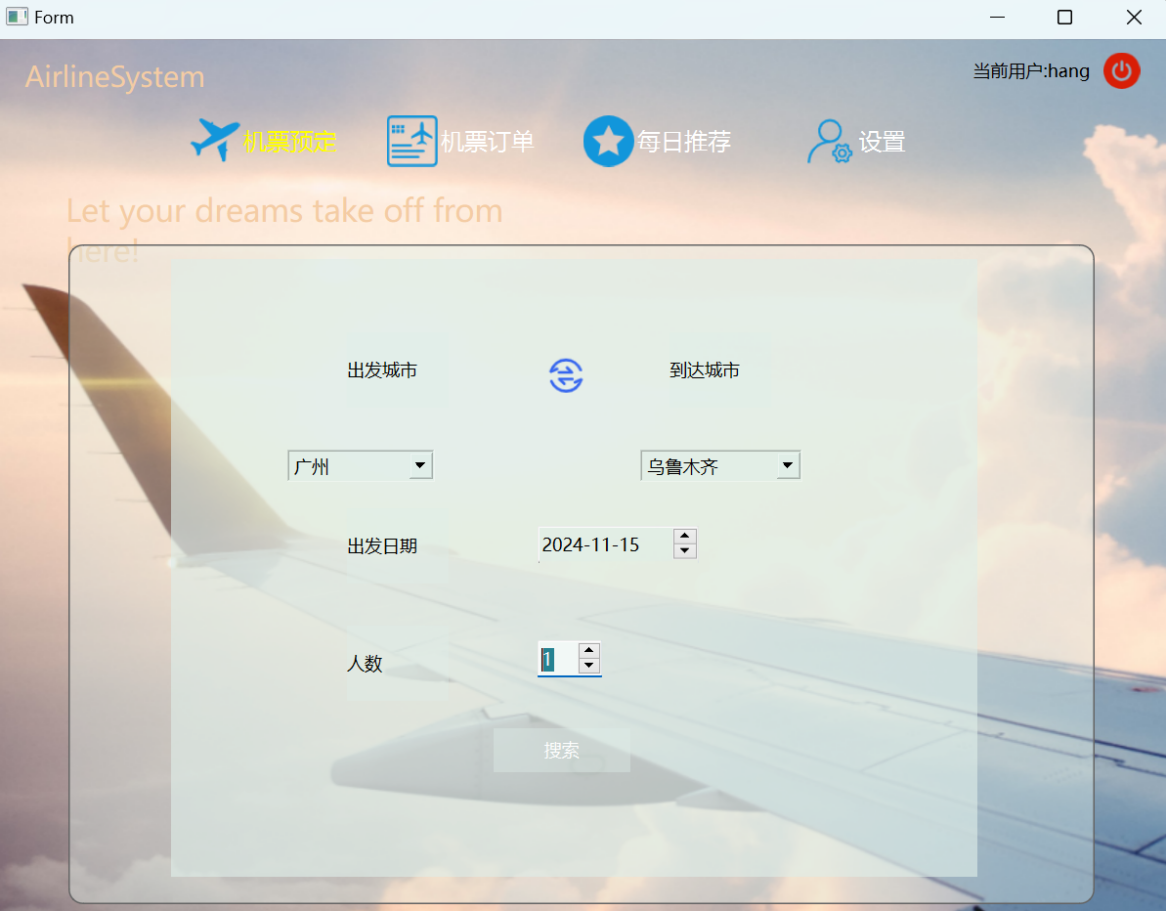 Form
AirlineSystem
当前用户:hang
机票预定
机票订单
每日推荐
设置
Let your dreams take off from
here!
出发城市
到达城市
广州
乌鲁木齐
出发日期
2024-11-15
人数
1
搜索